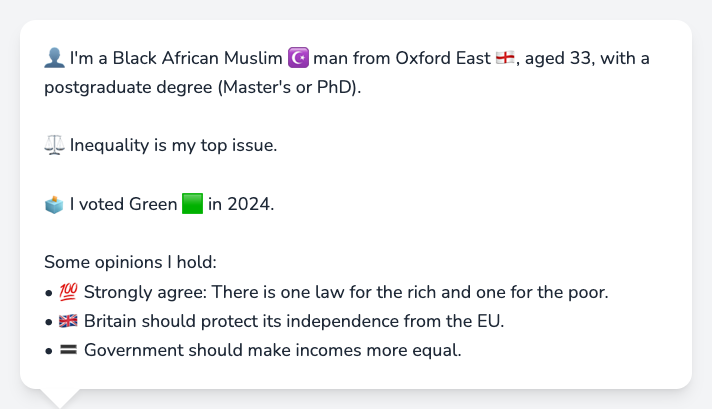 👤 I'm a Black African Muslim ☪️ man from Oxford East 🏴󠁧󠁢󠁥󠁮󠁧󠁿, aged 33, with a
postgraduate degree (Master's or PhD).
⚖️ Inequality is my top issue.
🗳️ I voted Green 🟩 in 2024.
Some opinions I hold:
• 💯 Strongly agree: There is one law for the rich and one for the poor.
• 🇬🇧 Britain should protect its independence from the EU.
• 🟰 Government should make incomes more equal.